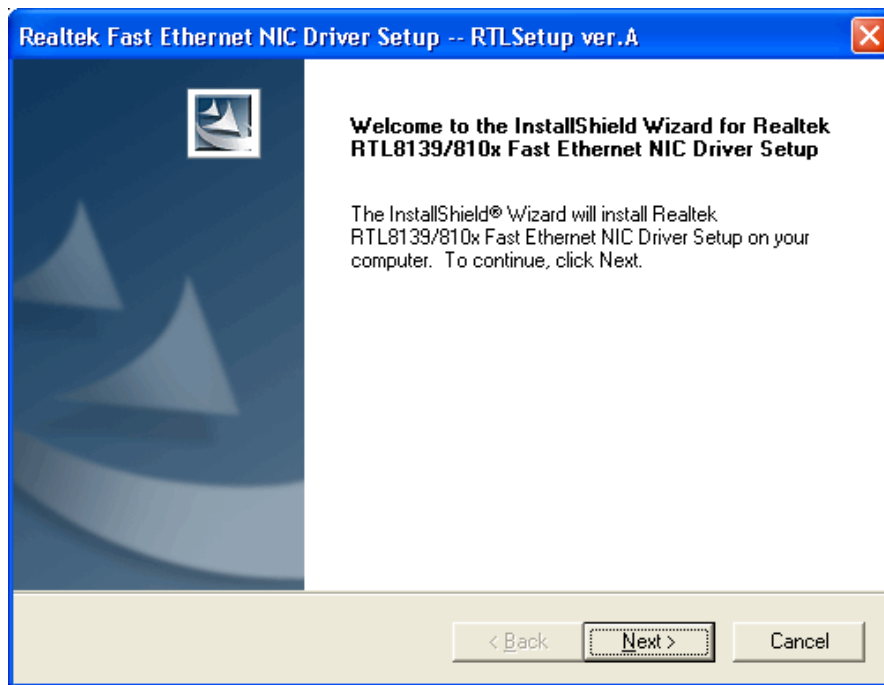 Realtek Fast Ethernet NIC Driver Setup -- RTLSetup ver.A
Welcome to the InstallShield Wizard for Realtek
RTL8139/810x Fast Ethernet NIC Driver Setup
The InstallShield® Wizard will install Realtek
RTL8139/810x Fast Ethernet NIC Driver Setup on your
computer.  To continue, click Next.
< Back
Next >
Cancel